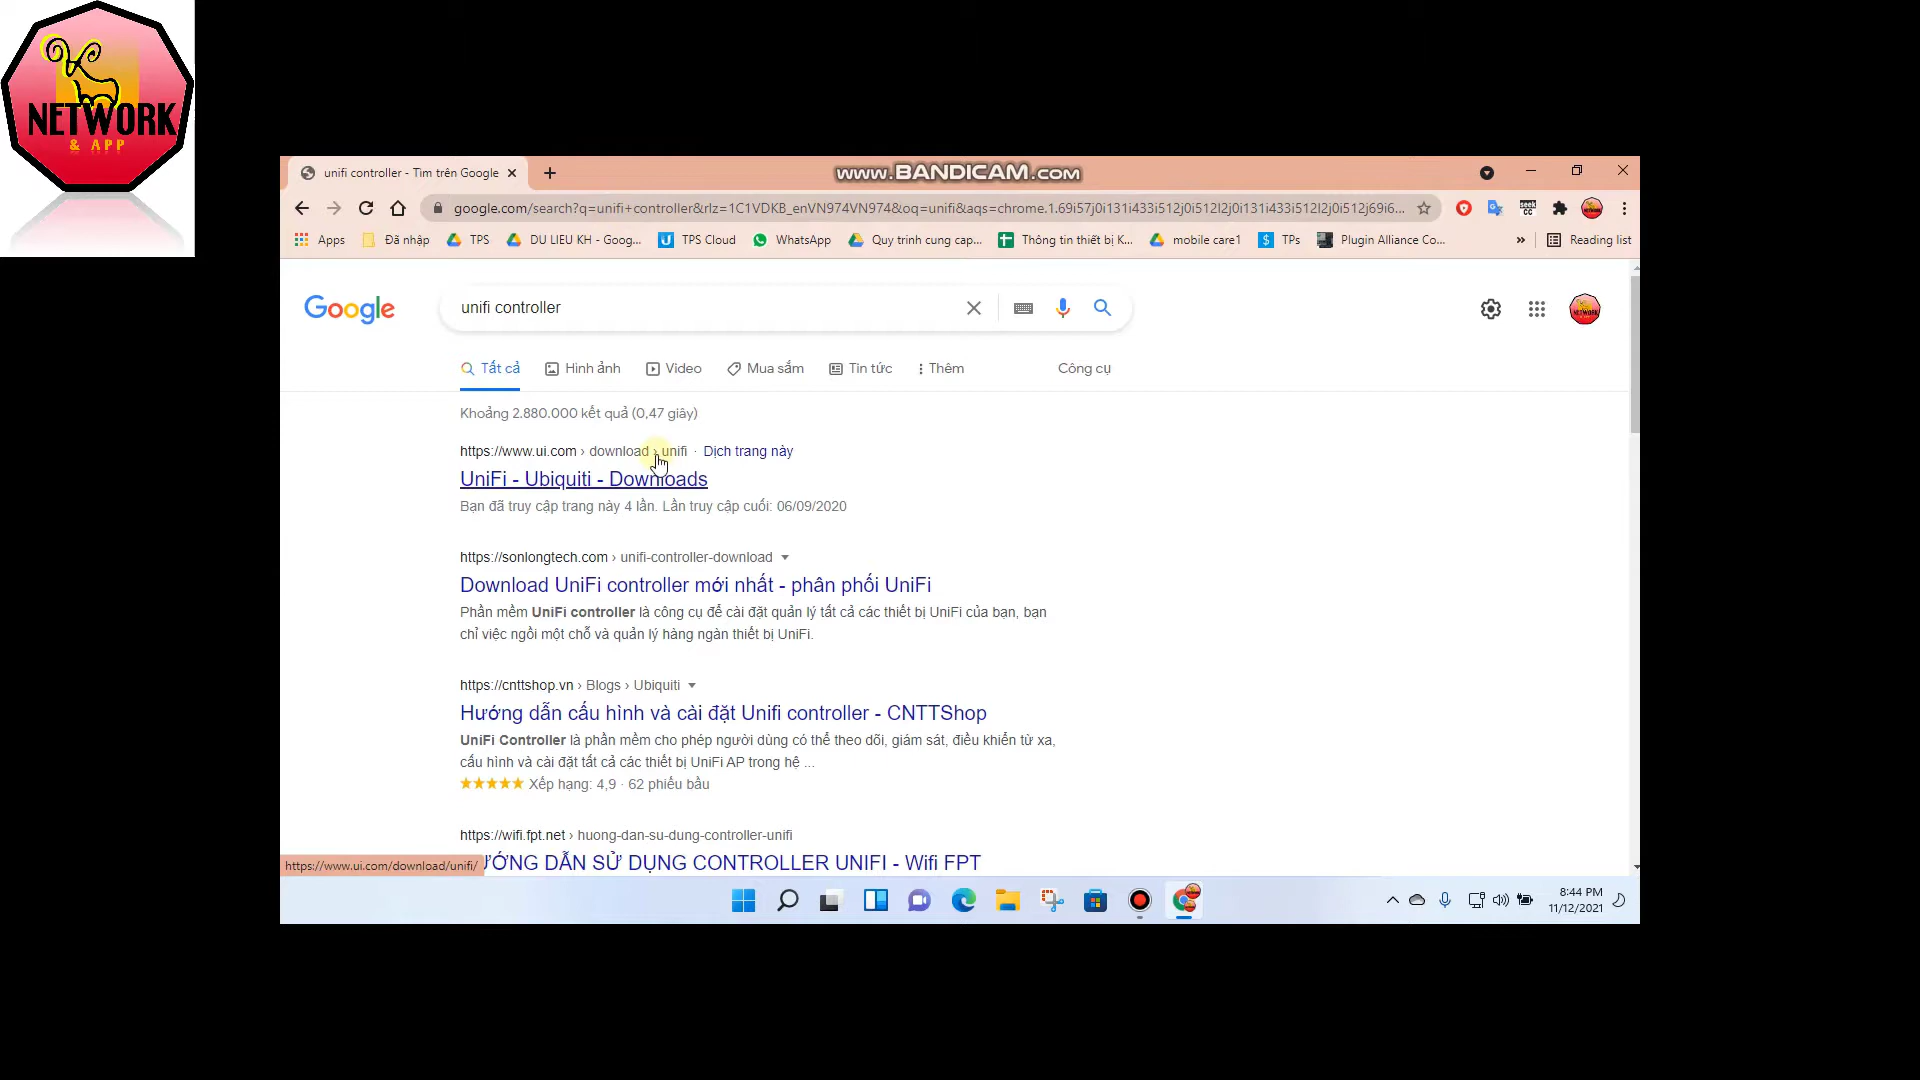 NETWORK
& APP
unifi controller - Tìm trên Google
www.BANDICAM.com
google.com/search?q=unifi+controller&rlz=1C1VDKB_enVN974VN974&oq=unifi&aqs=chrome.1.69i57j0i131i433i512j0i512l2j0i131i433i512l2j0i512j69i6...
Apps
Đã nhập
TPS
DU LIEU KH - Goog...
TPS Cloud
WhatsApp
Quy trinh cung cap...
Thông tin thiết bị K...
mobile care1
TPs
Plugin Alliance Co...
»
Reading list
Google
unifi controller
Tất cả
Hình ảnh
Video
Mua sắm
Tin tức
Thêm
Công cụ
Khoảng 2.880.000 kết quả (0,47 giây)
https://www.ui.com › download › unifi · Dịch trang này
UniFi - Ubiquiti - Downloads
Bạn đã truy cập trang này 4 lần. Lần truy cập cuối: 06/09/2020
https://sonlongtech.com › unifi-controller-download
Download UniFi controller mới nhất - phân phối UniFi
Phần mềm UniFi controller là công cụ để cài đặt quản lý tất cả các thiết bị UniFi của bạn, bạn
chỉ việc ngồi một chỗ và quản lý hàng ngàn thiết bị UniFi.
https://cnttshop.vn › Blogs › Ubiquiti
Hướng dẫn cấu hình và cài đặt Unifi controller - CNTTShop
UniFi Controller là phần mềm cho phép người dùng có thể theo dõi, giám sát, điều khiển từ xa,
cấu hình và cài đặt tất cả các thiết bị UniFi AP trong hệ ...
Xếp hạng: 4,9 · 62 phiếu bầu
https://wifi.fpt.net › huong-dan-su-dung-controller-unifi
ƯỚNG DẪN SỬ DỤNG CONTROLLER UNIFI - Wifi FPT
https://www.ui.com/download/unifi/
8:44 PM
11/12/2021